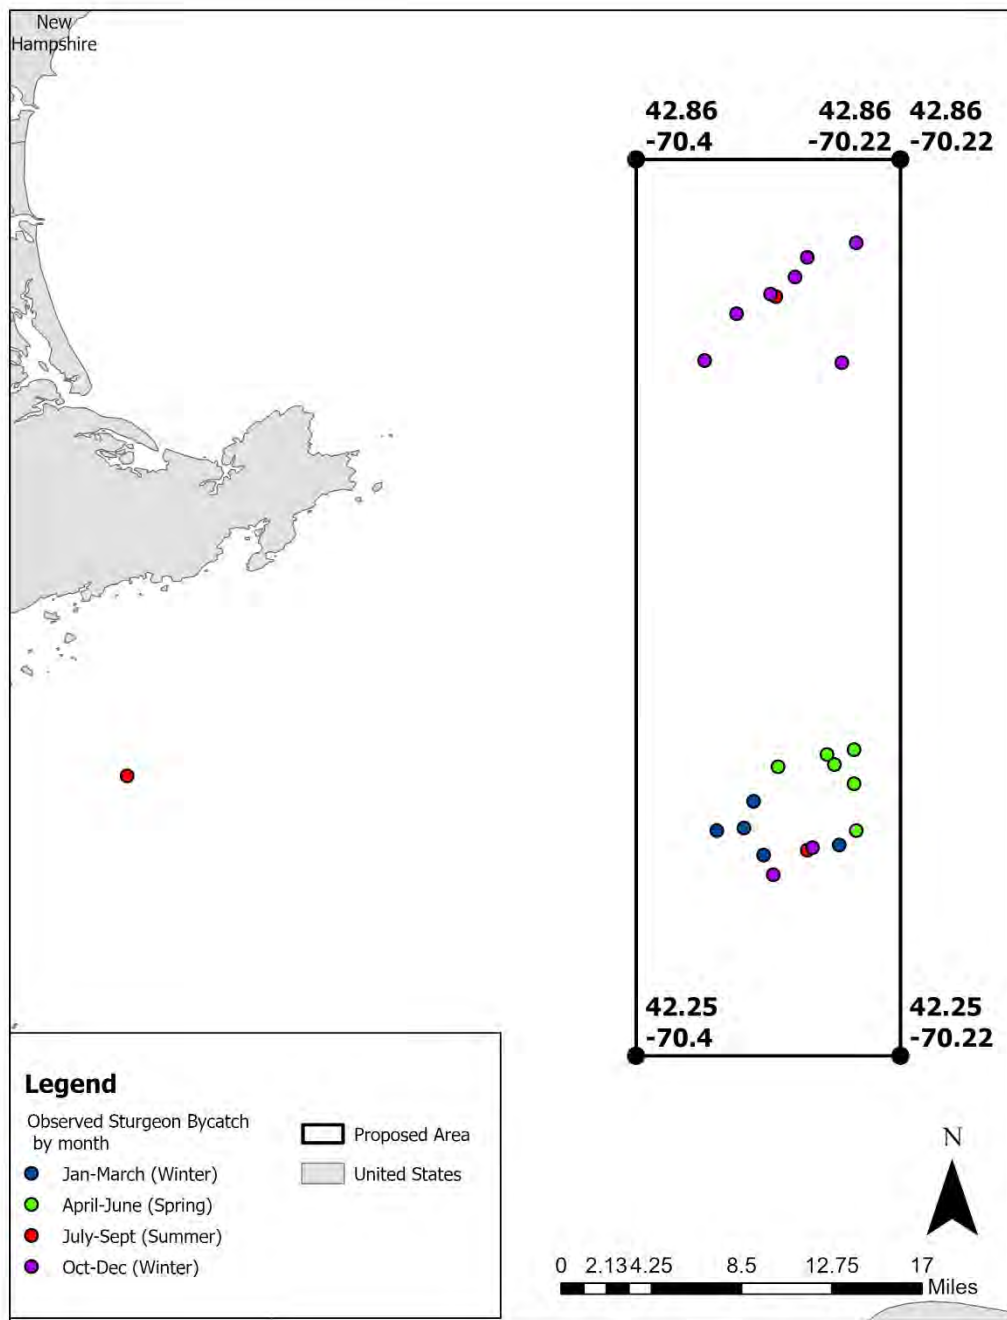 New
Hampshire
42.86 42.86 42.86
-70.4 -70.22 -70.22
42.25 42.25
-70.4 -70.22
Legend
Observed Sturgeon Bycatch
by month
Jan-March (Winter)
April-June (Spring)
July-Sept (Summer)
Oct-Dec (Winter)
Proposed Area
United States
N
0 2.13 4.25 8.5 12.75 17
Miles